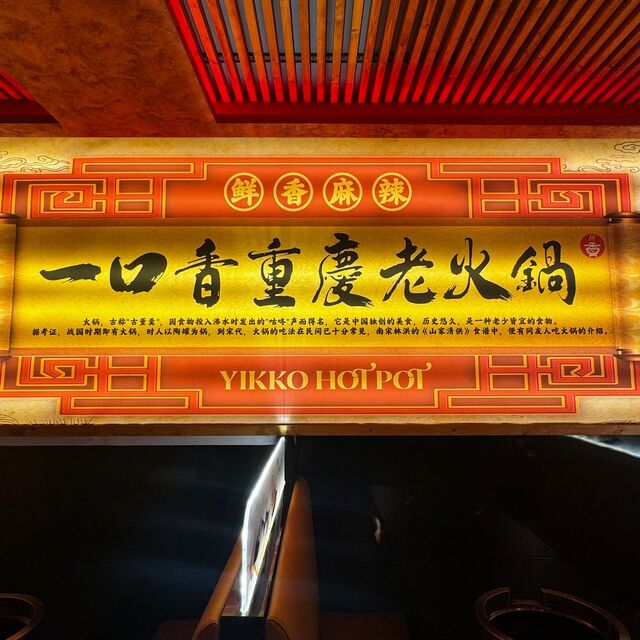 鲜香麻辣
一口香重慶老火鍋
火锅，古称"古董羹"，因食物投入沸水时发出的"咕咚"声而得名，它是中国独创的美食，历史悠久，是一种老少皆宜的食物。
据考证，战国时期即有火锅，时人以陶罐为锅，到宋代，火锅的吃法在民间已十分常见，南宋林洪的《山家清供》食谱中，便有同友人吃火锅的介绍。
YIKKO HOTPOT